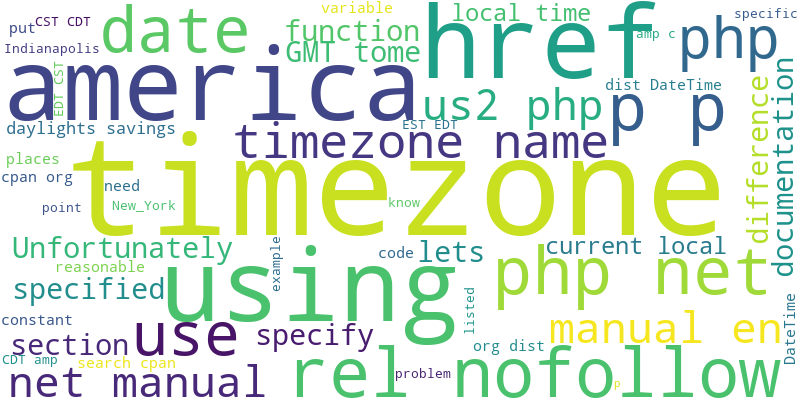 variable
specific
put
CST CDT
date
function
href
local time
php
amp c
Indianapolis
GMT tome
america
EDT CST
us2 php
dist DateTime
p p
daylights savings
EST EDT
timezone name
difference
documentation
places
cpan org
need
timezone
New_York
know
point
Unfortunately
example
code
lets
current local
reasonable
using
php net
specified
listed
DateTime
constant
section
use
specify
manual en
CDT amp
search cpan
org dist
net manual
rel nofollow
problem
p